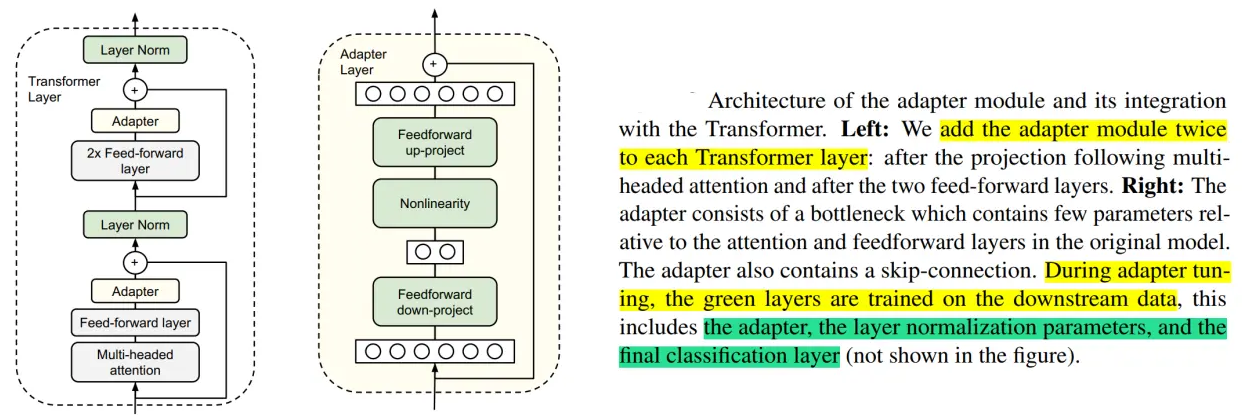 Layer Norm
Transformer
Layer
+
Adapter
2x Feed-forward
layer
Layer Norm
+
Adapter
Feed-forward layer
Multi-headed
attention
Adapter
Layer
+
Feedforward
up-project
Nonlinearity
Feedforward
down-project
Architecture of the adapter module and its integration
with the Transformer. Left: We add the adapter module twice
to each Transformer layer: after the projection following multi-
headed attention and after the two feed-forward layers. Right: The
adapter consists of a bottleneck which contains few parameters rel-
ative to the attention and feedforward layers in the original model.
The adapter also contains a skip-connection. During adapter tun-
ing, the green layers are trained on the downstream data, this
includes the adapter, the layer normalization parameters, and the
final classification layer (not shown in the figure).